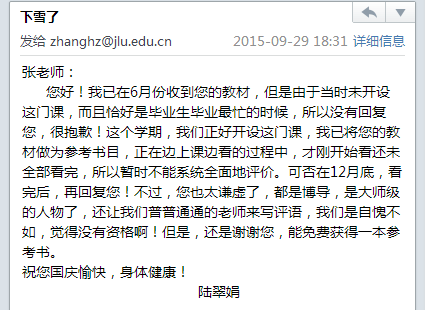 下雪了
发给 zhanghz@jlu.edu.cn 2015-09-29 18:31 详细信息
张老师：
您好！我已在6月份收到您的教材，但是由于当时未开设
这门课，而且恰好是毕业生毕业最忙的时候，所以没有回复
您，很抱歉！这个学期，我们正好开设这门课，我已将您的教
材做为参考书目，正在边上课边看的过程中，才刚开始看还未
全部看完，所以暂时不能系统全面地评价。可否在12月底，看
完后，再回复您！不过，您也太谦虚了，都是博导，是大师级
的人物了，还让我们普普通通的老师来写评语，我们是自愧不
如，觉得没有资格啊！但是，还是谢谢您，能免费获得一本参
考书。
祝您国庆愉快，身体健康！
陆翠娟